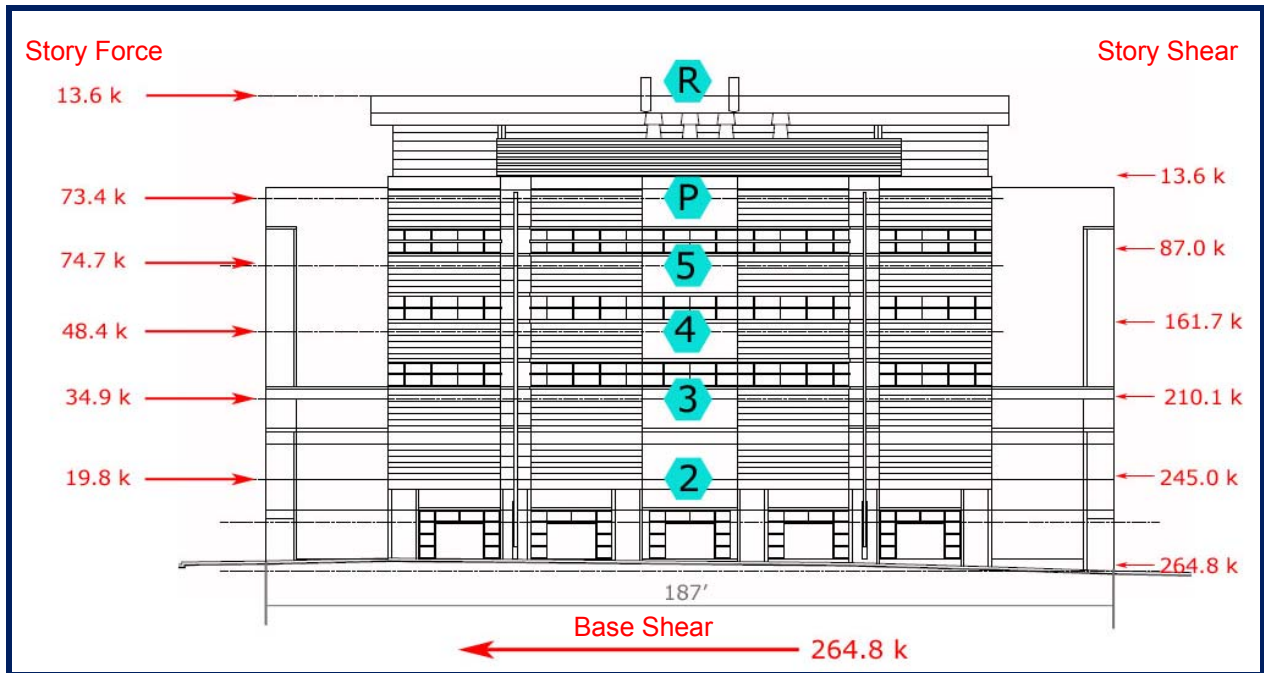 Story Force
Story Shear
R
13.6 k
13.6 k
P
73.4 k
87.0 k
5
74.7 k
161.7 k
4
48.4 k
210.1 k
3
34.9 k
245.0 k
2
19.8 k
264.8 k
187'
Base Shear
264.8 k